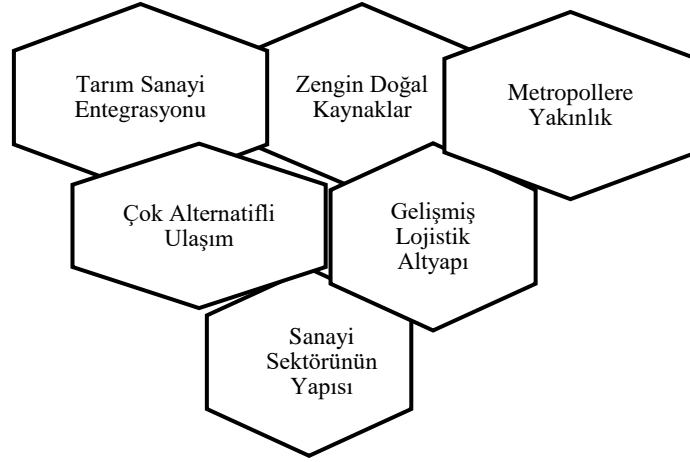 Tarım Sanayi
Entegrasyonu
Zengin Doğal
Kaynaklar
Metropollere
Yakınlık
Çok Alternatifli
Ulaşım
Gelişmiş
Lojistik
Altyapı
Sanayi
Sektörünün
Yapısı